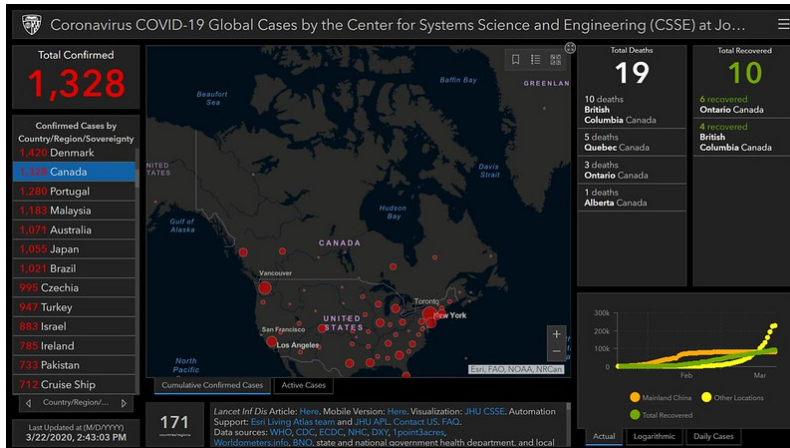 Coronavirus COVID-19 Global Cases by the Center for Systems Science and Engineering (CSSE) at Jo...
Total Confirmed
1,328
Confirmed Cases by
Country/Region/Sovereignty
1,420 Denmark
1,328 Canada
1,280 Portugal
1,183 Malaysia
1,071 Australia
1,055 Japan
1,021 Brazil
995 Czechia
947 Turkey
883 Israel
785 Ireland
733 Pakistan
712 Cruise Ship
Country/Region/...
Last Updated at (M/D/YYYY)
3/22/2020, 2:43:03 PM
Beaufort
Sea
Baffin Bay
GREENLAN
NITED
STATES
Davis
Strait
Gulf of
Alaska
Hudson
Bay
CANADA
Vancouver
Toronto
New York
UNITED
STATES
San Francisco
Los Angeles
North
Pacific
+
−
Esri, FAO, NOAA, NRCan
Cumulative Confirmed Cases
Active Cases
171
countries/regions
Lancet Inf Dis Article: Here. Mobile Version: Here. Visualization: JHU CSSE. Automation
Support: Esri Living Atlas team and JHU APL. Contact US. FAQ.
Data sources: WHO, CDC, ECDC, NHC, DXY, 1point3acres,
Worldometers.info, BNO, state and national government health department, and local
Total Deaths
19
10 deaths
British
Columbia Canada
5 deaths
Quebec Canada
3 deaths
Ontario Canada
1 deaths
Alberta Canada
Total Recovered
10
6 recovered
Ontario Canada
4 recovered
British
Columbia Canada
300k
200k
100k
0
Feb
Mar
Mainland China
Other Locations
Total Recovered
Actual
Logarithmic
Daily Cases